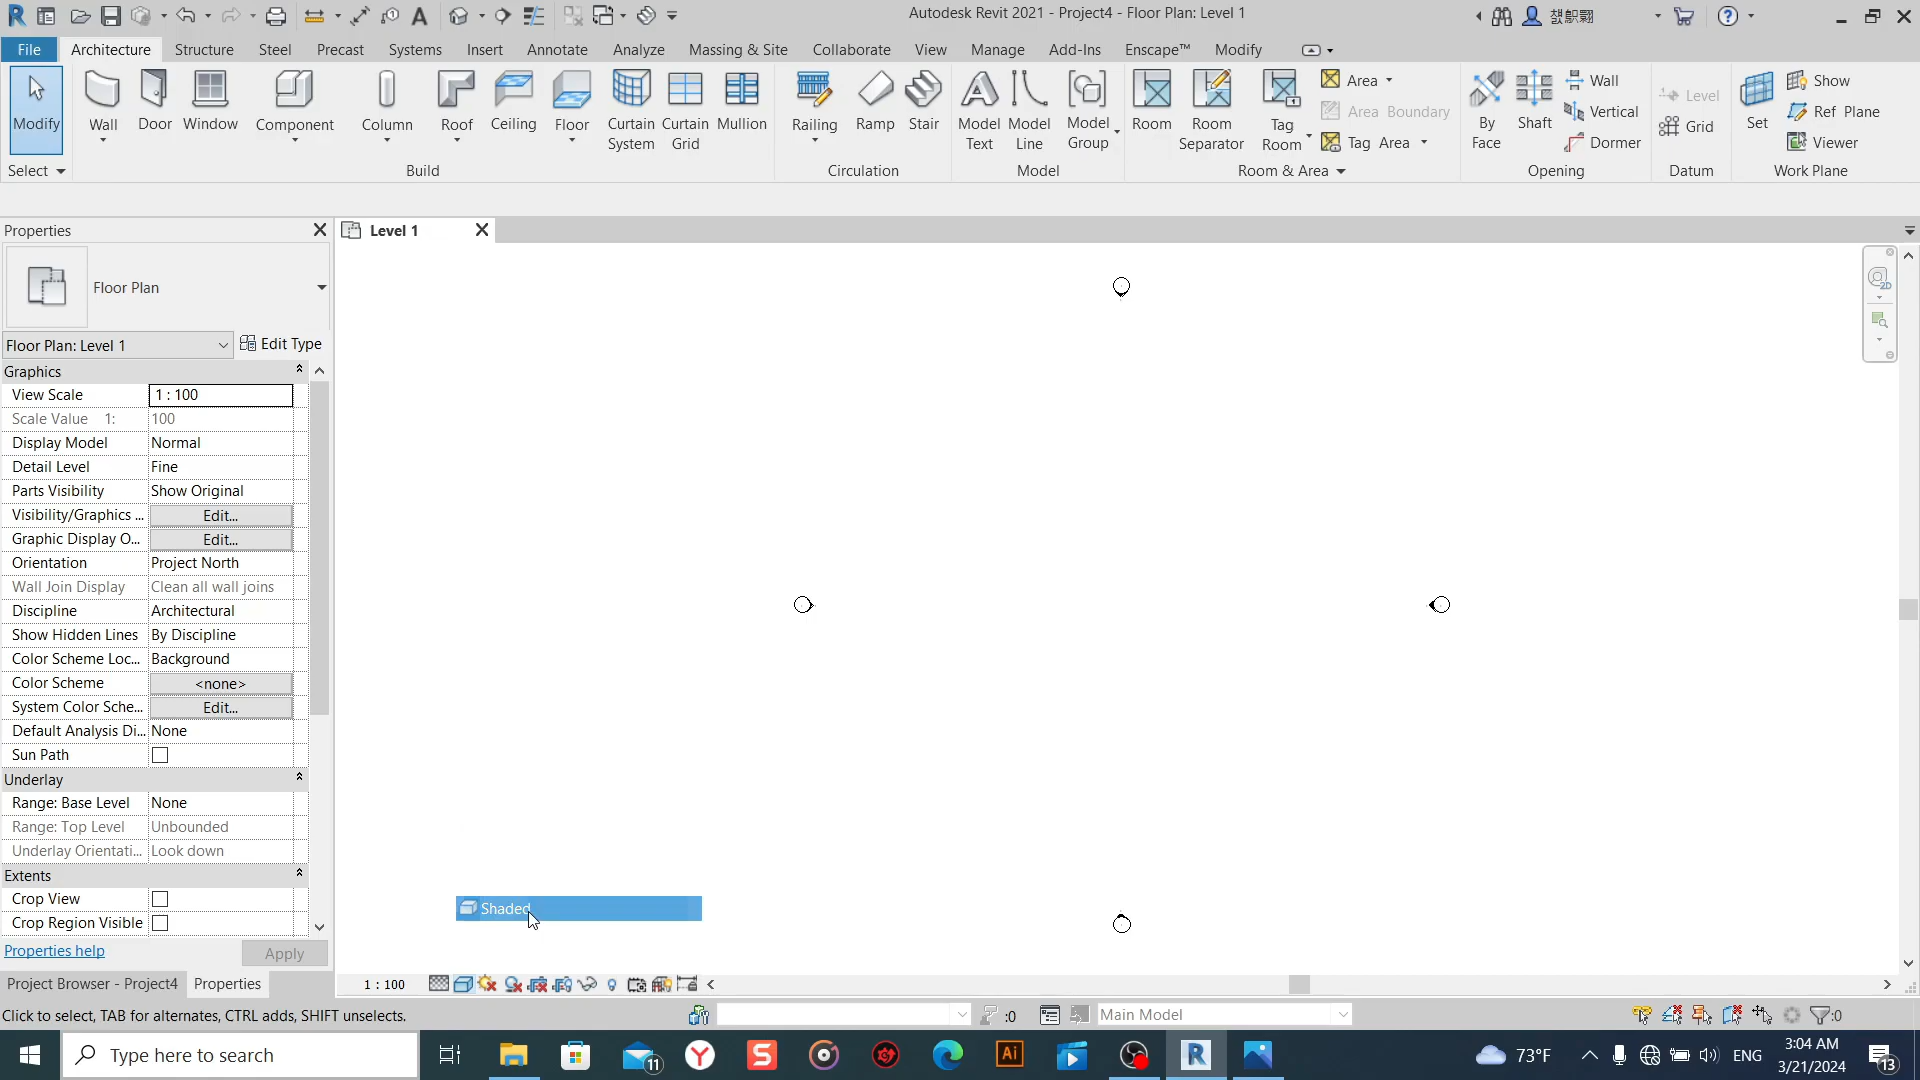 Autodesk Revit 2021 - Project4 - Floor Plan: Level 1
File Architecture Structure Steel Precast Systems Insert Annotate Analyze Massing & Site Collaborate View Manage Add-Ins Enscape™ Modify
Modify Wall Door Window Component Column Roof Ceiling Floor Curtain System Curtain Grid Mullion Railing Ramp Stair Model Text Model Line Model Group Room Room Separator Tag Room By Face Shaft Set
Area Wall Level Show
Area Boundary Vertical Grid Ref Plane
Tag Area Dormer Viewer
Select Build Circulation Model Room & Area Opening Datum Work Plane
Properties
Level 1
Floor Plan
Floor Plan: Level 1 Edit Type
Graphics
View Scale 1 : 100
Scale Value 1: 100
Display Model Normal
Detail Level Fine
Parts Visibility Show Original
Visibility/Graphics ... Edit...
Graphic Display O... Edit...
Orientation Project North
Wall Join Display Clean all wall joins
Discipline Architectural
Show Hidden Lines By Discipline
Color Scheme Loc... Background
Color Scheme <none>
System Color Sche... Edit...
Default Analysis Di... None
Sun Path
Underlay
Range: Base Level None
Range: Top Level Unbounded
Underlay Orientati... Look down
Extents
Crop View
Crop Region Visible
Properties help Apply
Shaded
Project Browser - Project4 Properties
1 : 100
Click to select, TAB for alternates, CTRL adds, SHIFT unselects.
:0
Main Model
:0
Type here to search
11
73°F
ENG
3:04 AM
3/21/2024
13